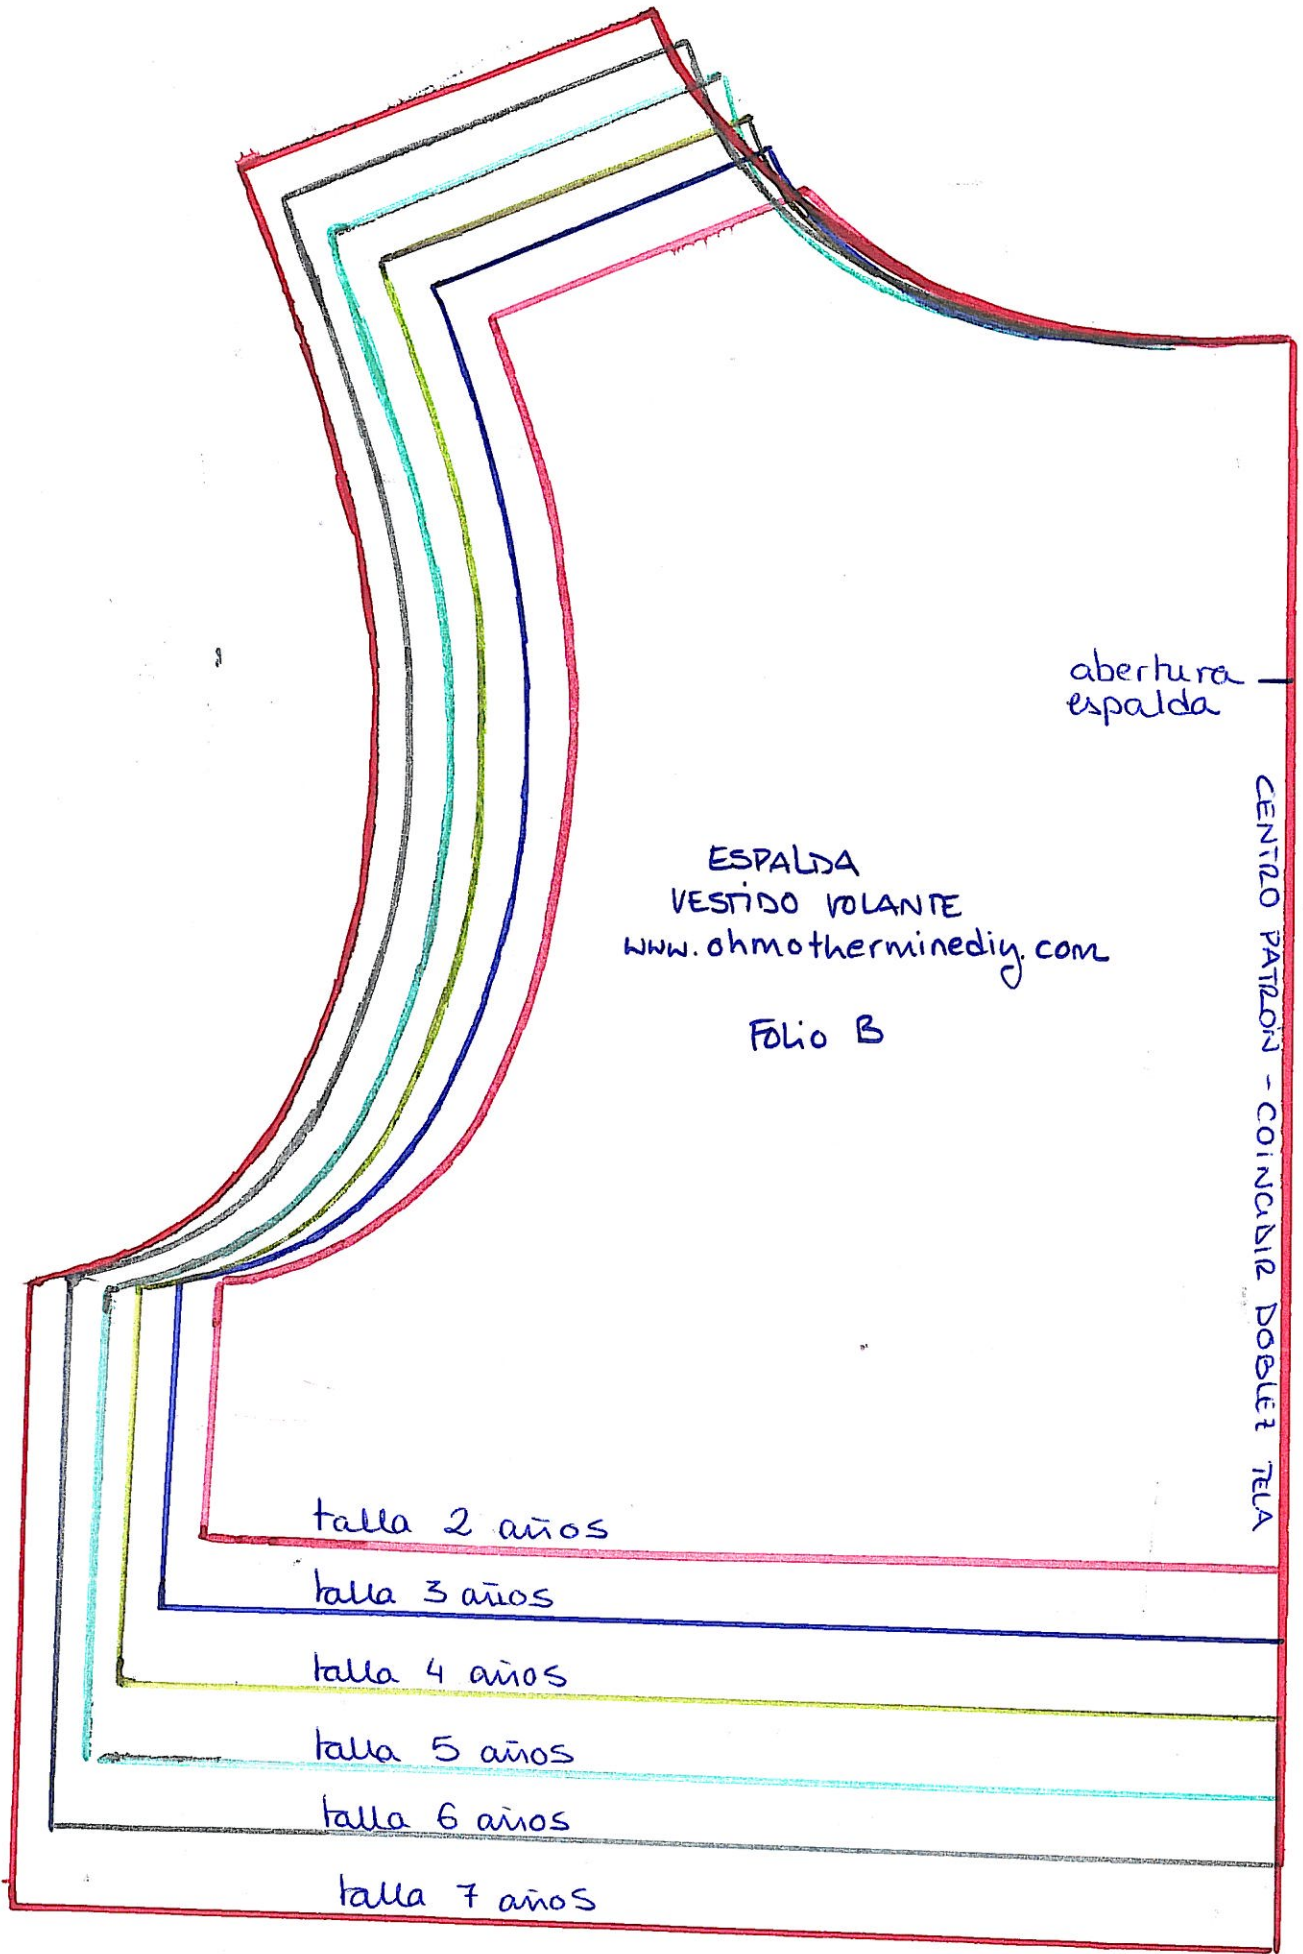 abertura
espalda
CENTRO PATRÓN - COINCIDIR DOBLEZ TELA
ESPALDA
VESTIDO VOLANTE
www.ohmotherminediy.com
Folio B
talla 2 años
talla 3 años
talla 4 años
talla 5 años
talla 6 años
talla 7 años